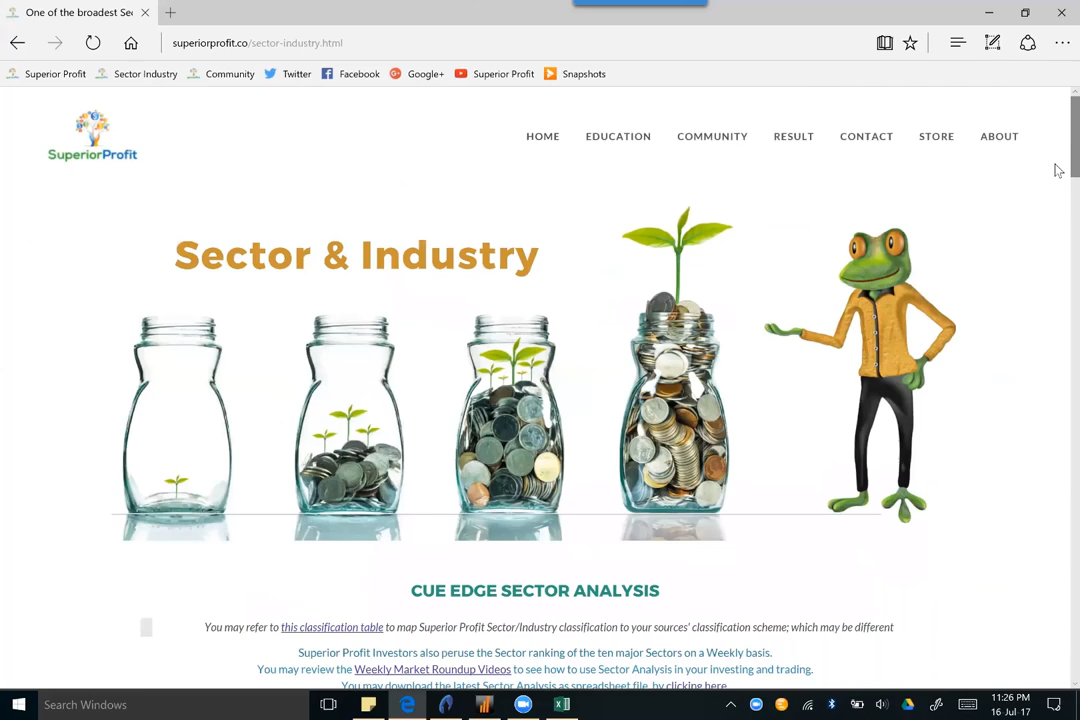 One of the broadest Sec
superiorprofit.co/sector-industry.html
Superior Profit
Sector Industry
Community
Twitter
Facebook
Google+
Superior Profit
Snapshots
SuperiorProfit
HOME
EDUCATION
COMMUNITY
RESULT
CONTACT
STORE
ABOUT
Sector & Industry
CUE EDGE SECTOR ANALYSIS
You may refer to this classification table to map Superior Profit Sector/Industry classification to your sources' classification scheme; which may be different
Superior Profit Investors also peruse the Sector ranking of the ten major Sectors on a Weekly basis.
You may review the Weekly Market Roundup Videos to see how to use Sector Analysis in your investing and trading.
You may download the latest Sector Analysis as spreadsheet file, by clicking here
Search Windows
11:26 PM
16 Jul 17